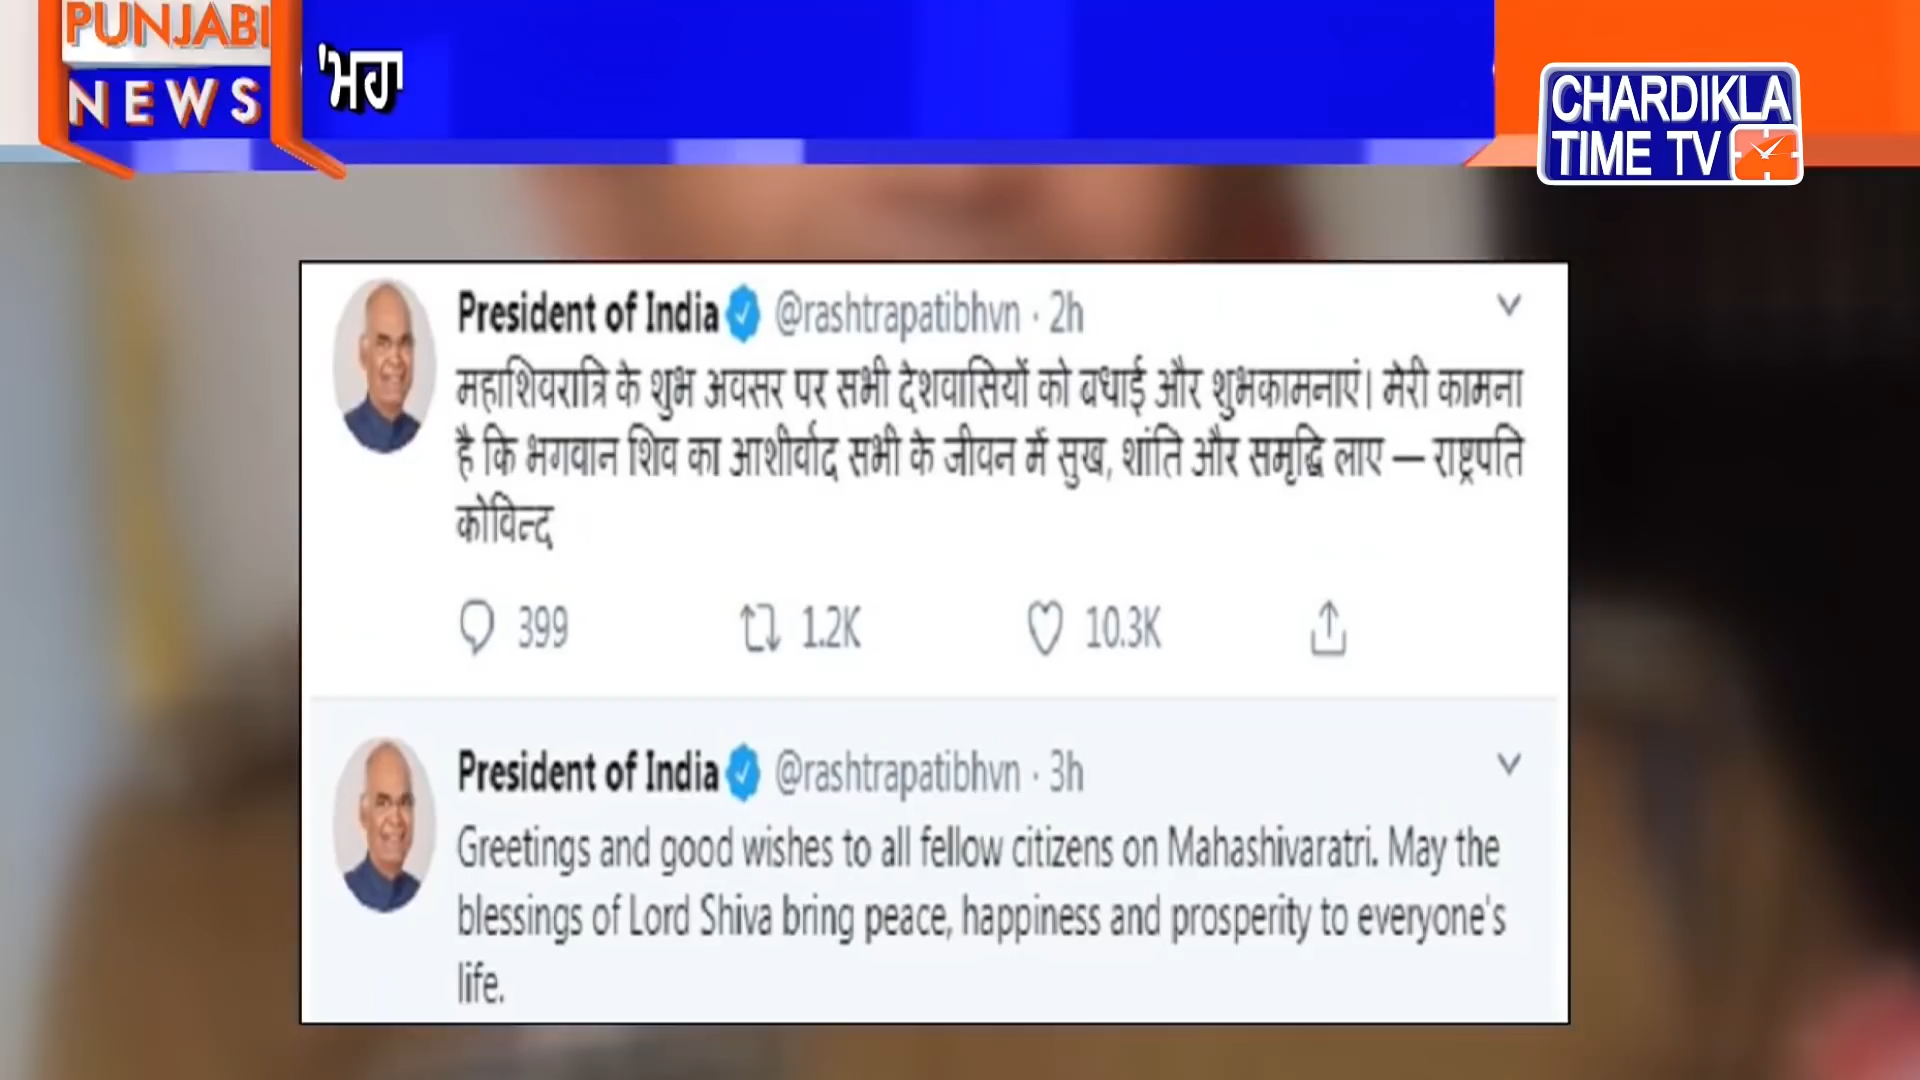 PUNJABI
NEWS
'ਮਹਾ
CHARDIKLA
TIME TV
President of India @rashtrapatibhvn · 2h
महाशिवरात्रि के शुभ अवसर पर सभी देशवासियों को बधाई और शुभकामनाएं। मेरी कामना
है कि भगवान शिव का आशीर्वाद सभी के जीवन में सुख, शांति और समृद्धि लाए — राष्ट्रपति
कोविन्द
399 1.2K 10.3K
President of India @rashtrapatibhvn · 3h
Greetings and good wishes to all fellow citizens on Mahashivaratri. May the
blessings of Lord Shiva bring peace, happiness and prosperity to everyone's
life.